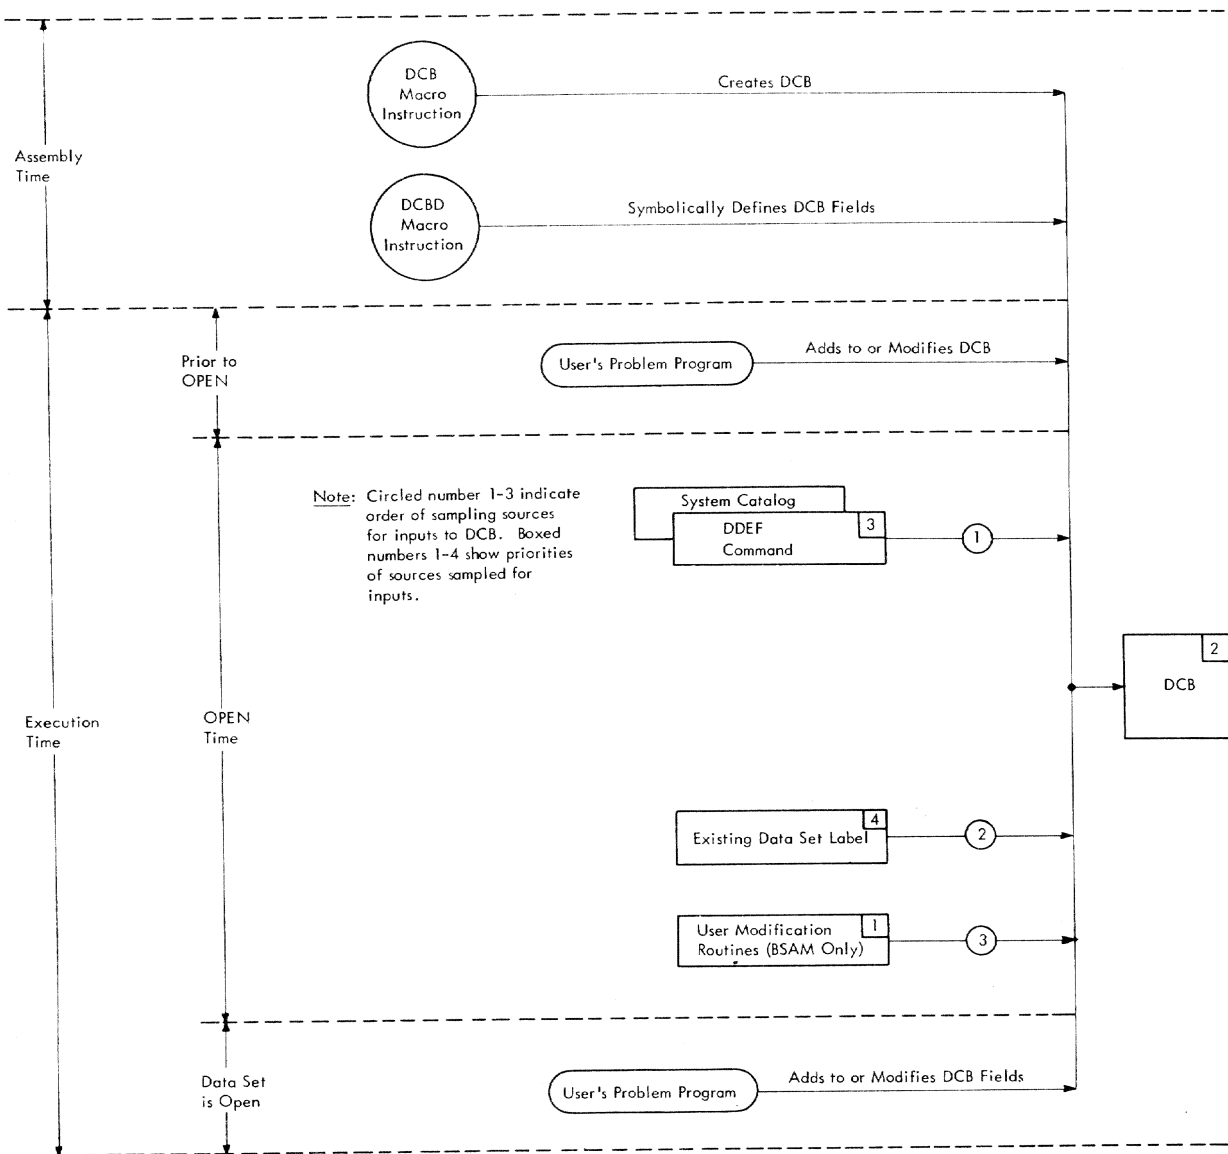 DCB
Macro
Instruction
Creates DCB
Assembly
Time
DCBD
Macro
Instruction
Symbolically Defines DCB Fields
Prior to
OPEN
User's Problem Program
Adds to or Modifies DCB
Note: Circled number 1-3 indicate
order of sampling sources
for inputs to DCB. Boxed
numbers 1-4 show priorities
of sources sampled for
inputs.
System Catalog
DDEF
Command
3
1
2
DCB
Execution
Time
OPEN
Time
Existing Data Set Label
4
2
User Modification
Routines (BSAM Only)
1
3
Data Set
is Open
User's Problem Program
Adds to or Modifies DCB Fields